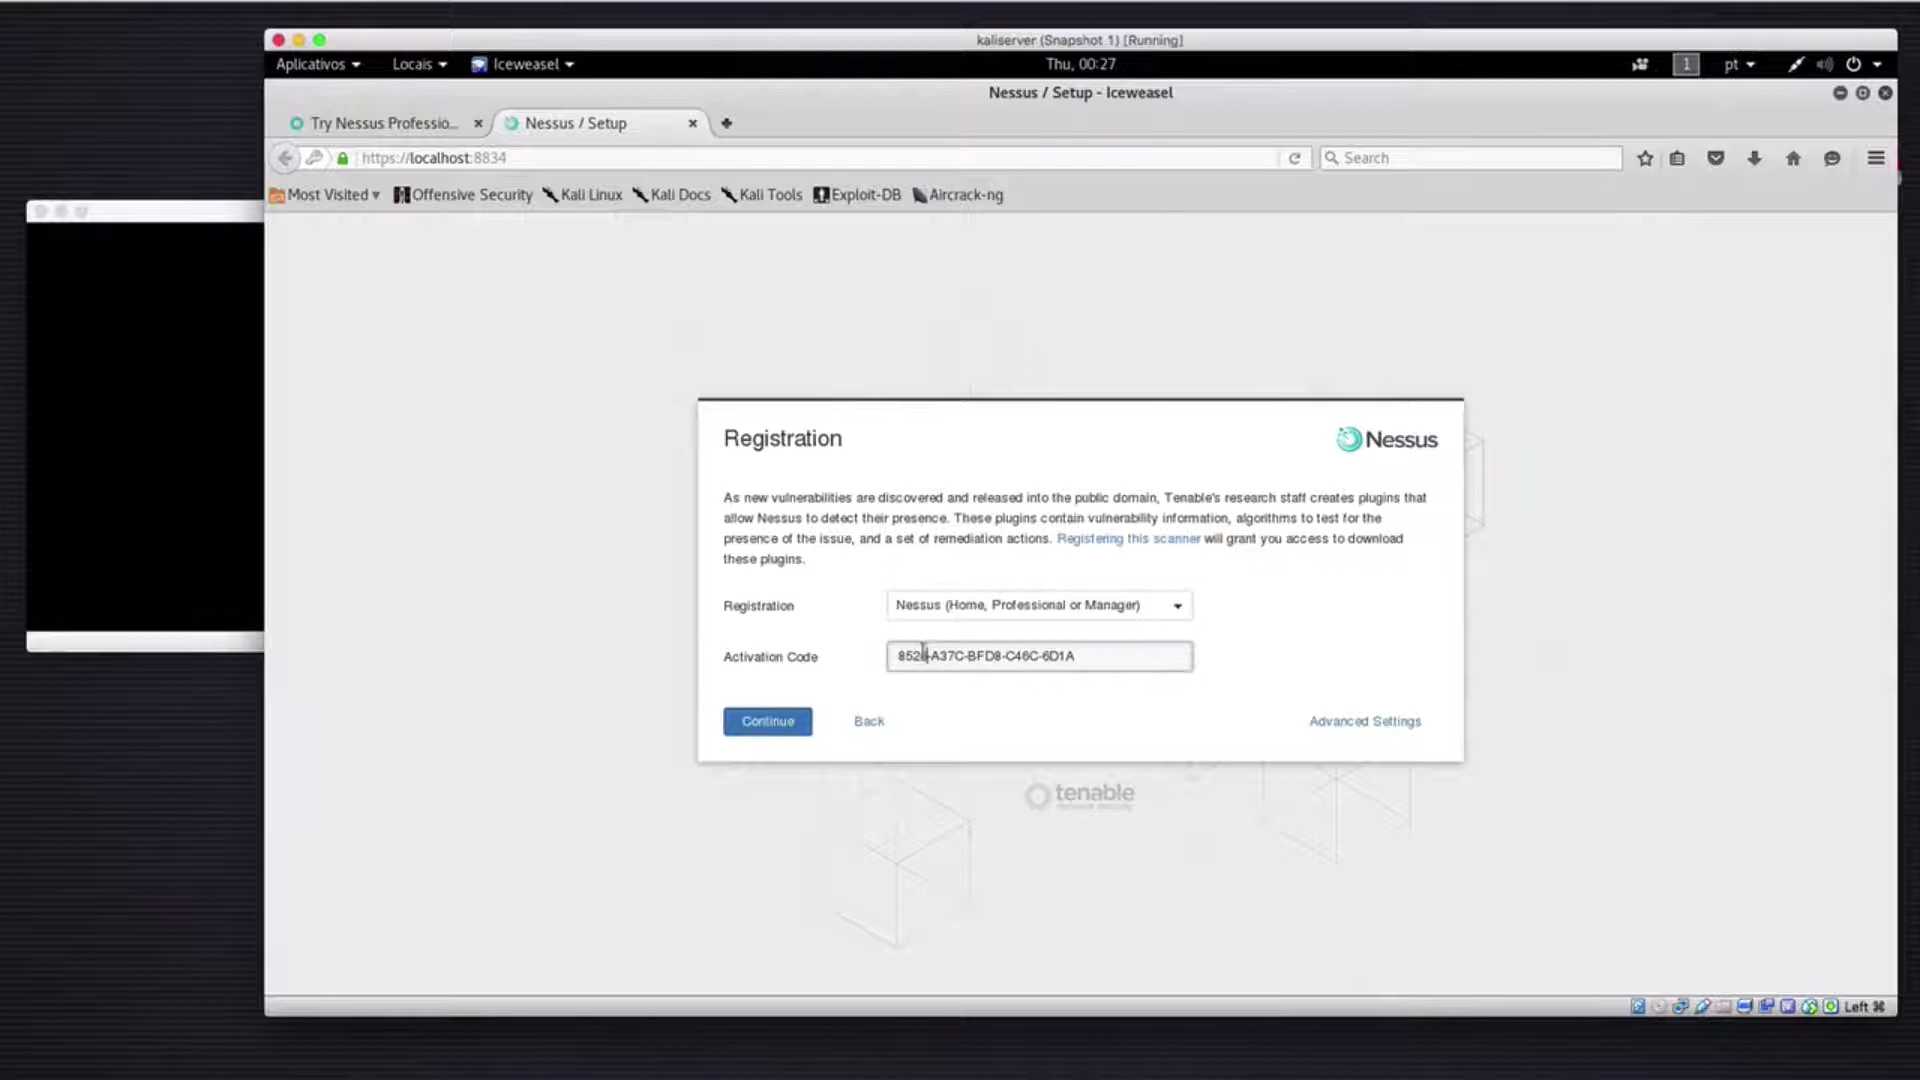 kaliserver (Snapshot 1) [Running]
Aplicativos Locais Iceweasel Thu, 00:27 1 pt
Nessus / Setup - Iceweasel
Try Nessus Professio... Nessus / Setup
https://localhost:8834 Search
Most Visited Offensive Security Kali Linux Kali Docs Kali Tools Exploit-DB Aircrack-ng
Registration Nessus
As new vulnerabilities are discovered and released into the public domain, Tenable's research staff creates plugins that
allow Nessus to detect their presence. These plugins contain vulnerability information, algorithms to test for the
presence of the issue, and a set of remediation actions. Registering this scanner will grant you access to download
these plugins.
Registration Nessus (Home, Professional or Manager)
Activation Code
Continue Back Advanced Settings
tenable
Left ⌘